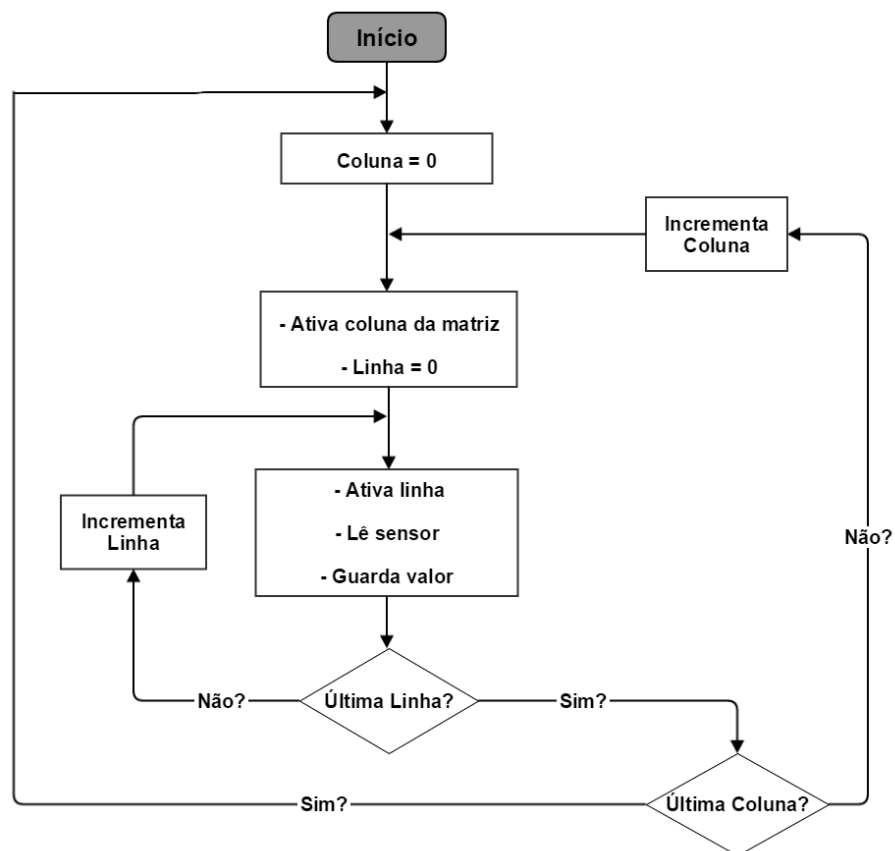 Início
Coluna = 0
Incrementa
Coluna
- Ativa coluna da matriz
- Linha = 0
- Ativa linha
- Lê sensor
- Guarda valor
Incrementa
Linha
Não?
Não?
Última Linha?
Sim?
Sim?
Última Coluna?